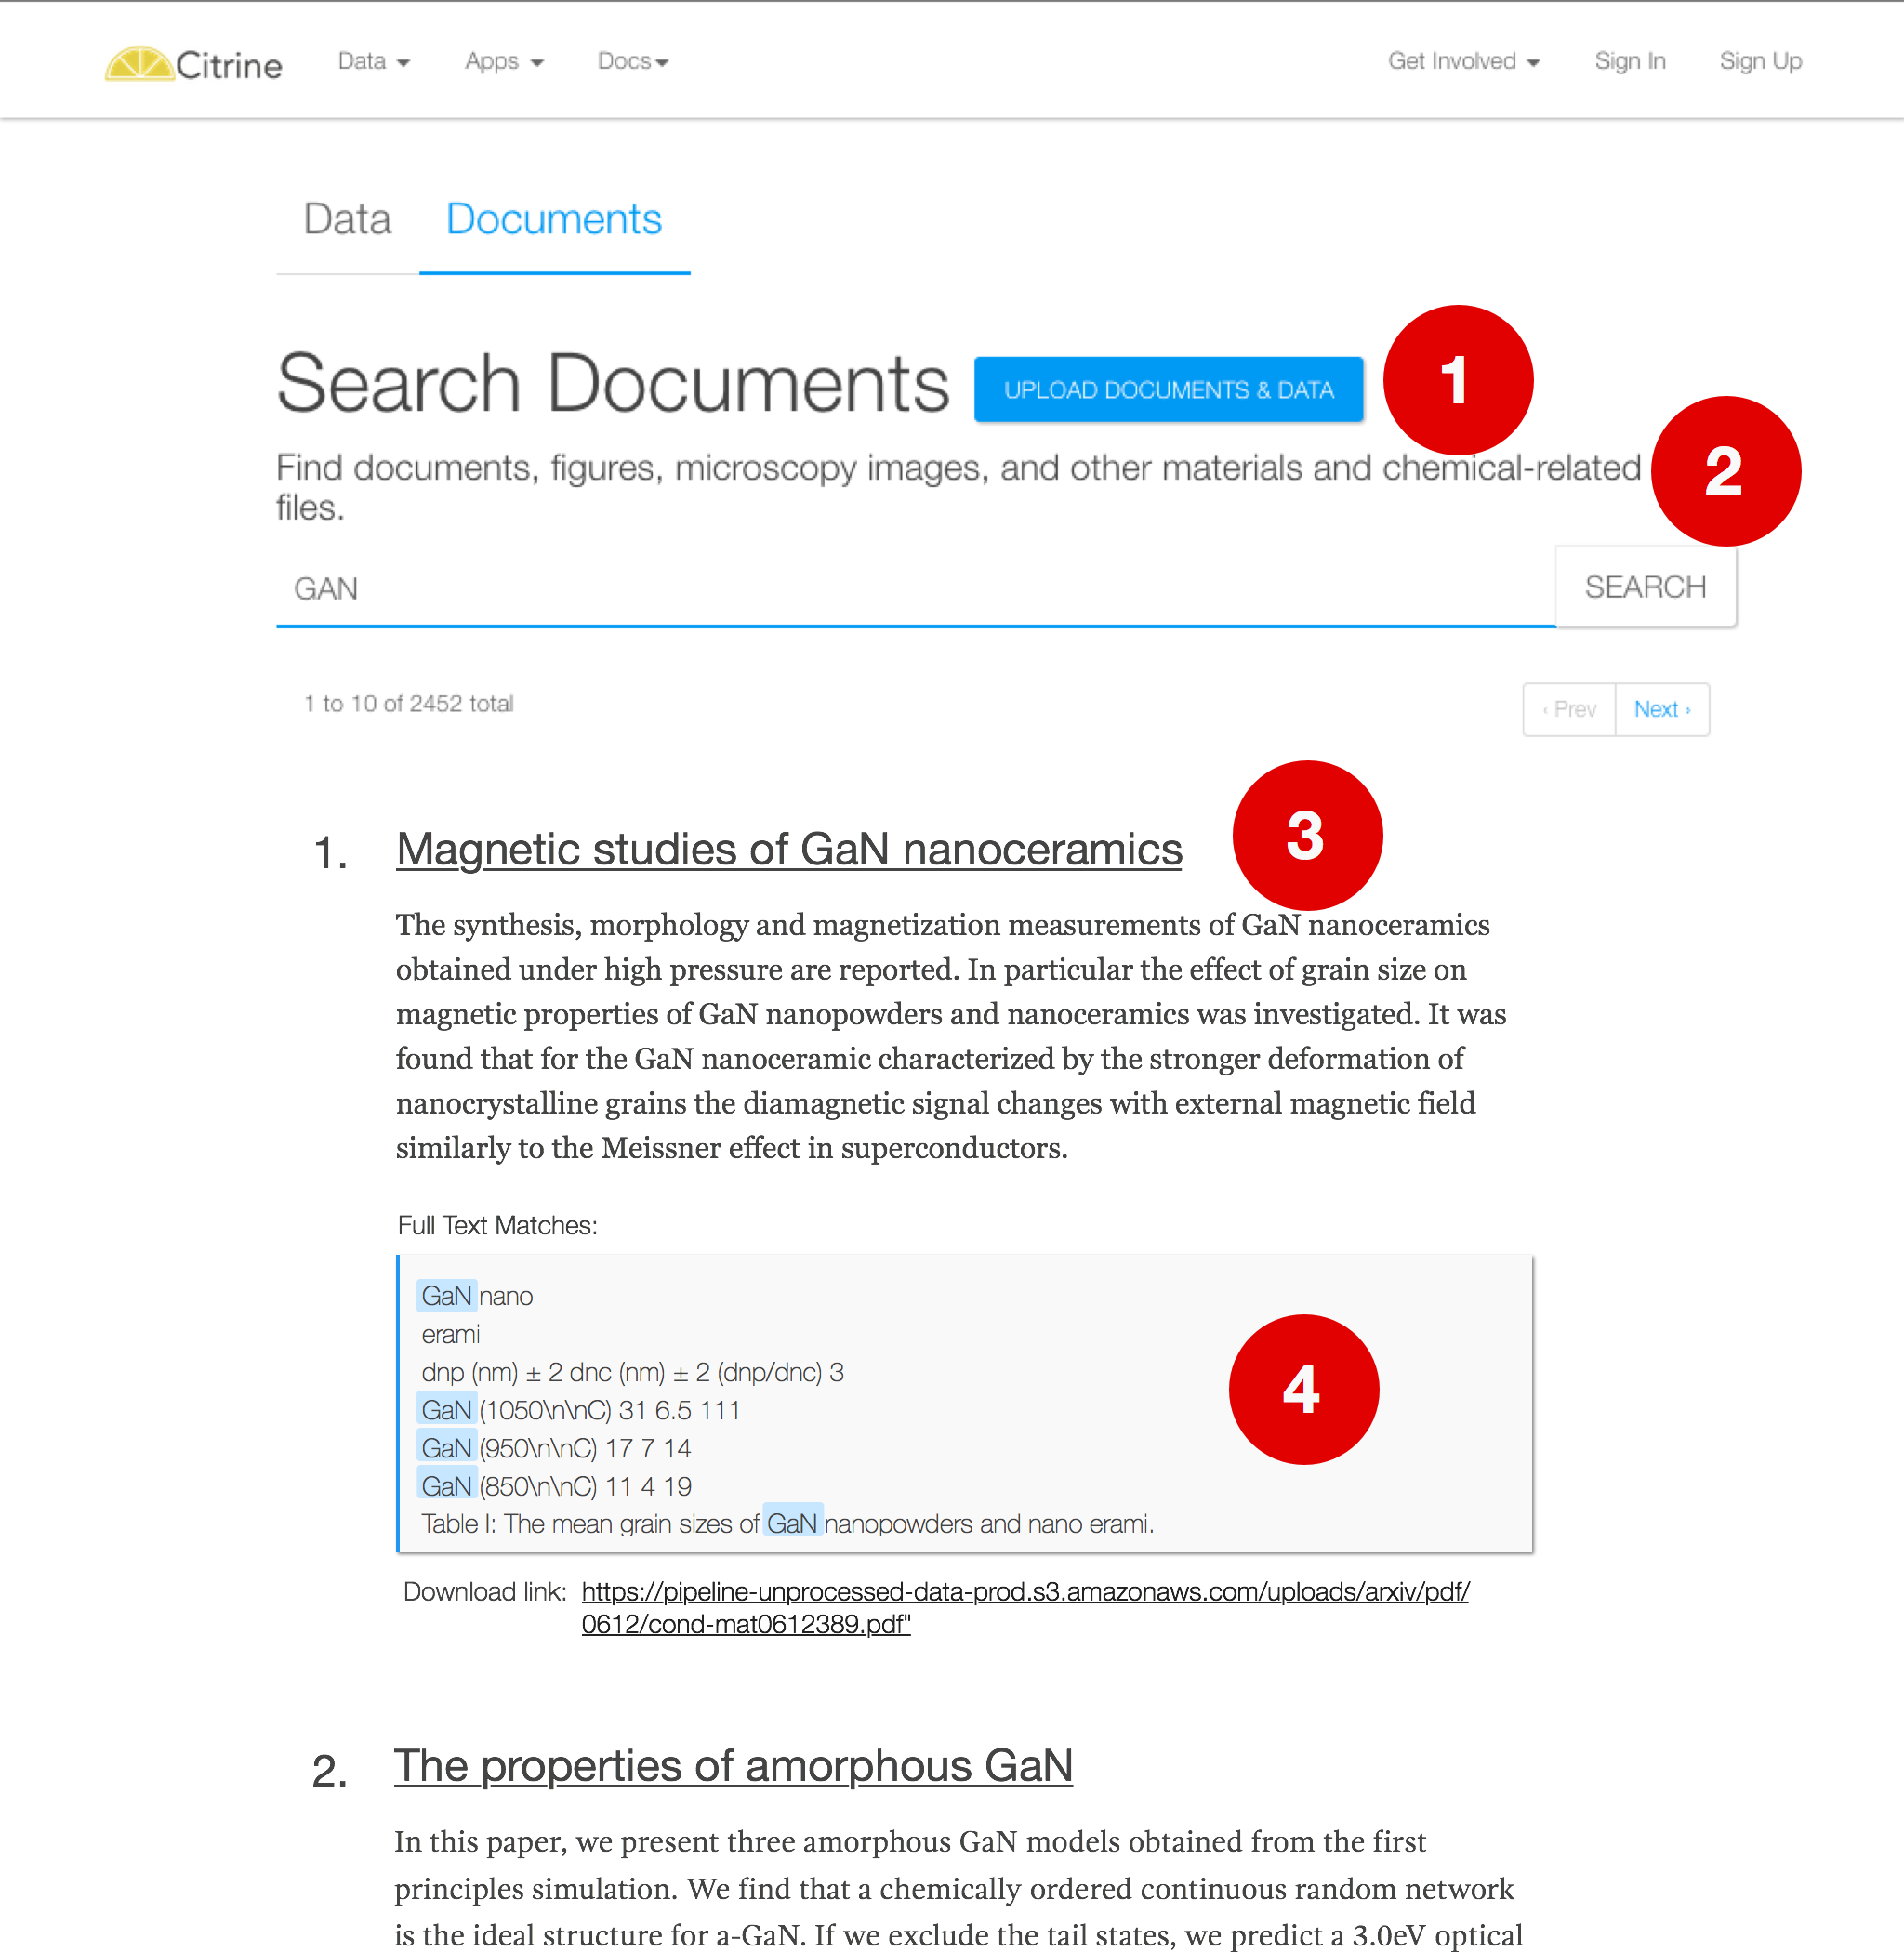 Citrine Data Apps Docs Get Involved Sign In Sign Up
Data Documents
Search Documents UPLOAD DOCUMENTS & DATA 1
Find documents, figures, microscopy images, and other materials and chemical-related 2
files.
GAN SEARCH
1 to 10 of 2452 total ‹ Prev Next ›
1. Magnetic studies of GaN nanoceramics 3
The synthesis, morphology and magnetization measurements of GaN nanoceramics
obtained under high pressure are reported. In particular the effect of grain size on
magnetic properties of GaN nanopowders and nanoceramics was investigated. It was
found that for the GaN nanoceramic characterized by the stronger deformation of
nanocrystalline grains the diamagnetic signal changes with external magnetic field
similarly to the Meissner effect in superconductors.
Full Text Matches:
GaN nano
erami
dnp (nm) ± 2 dnc (nm) ± 2 (dnp/dnc) 3
4
GaN (1050\n\nC) 31 6.5 111
GaN (950\n\nC) 17 7 14
GaN (850\n\nC) 11 4 19
Table I: The mean grain sizes of GaN nanopowders and nano erami.
Download link: https://pipeline-unprocessed-data-prod.s3.amazonaws.com/uploads/arxiv/pdf/
0612/cond-mat0612389.pdf"
2. The properties of amorphous GaN
In this paper, we present three amorphous GaN models obtained from the first
principles simulation. We find that a chemically ordered continuous random network
is the ideal structure for a-GaN. If we exclude the tail states, we predict a 3.0eV optical